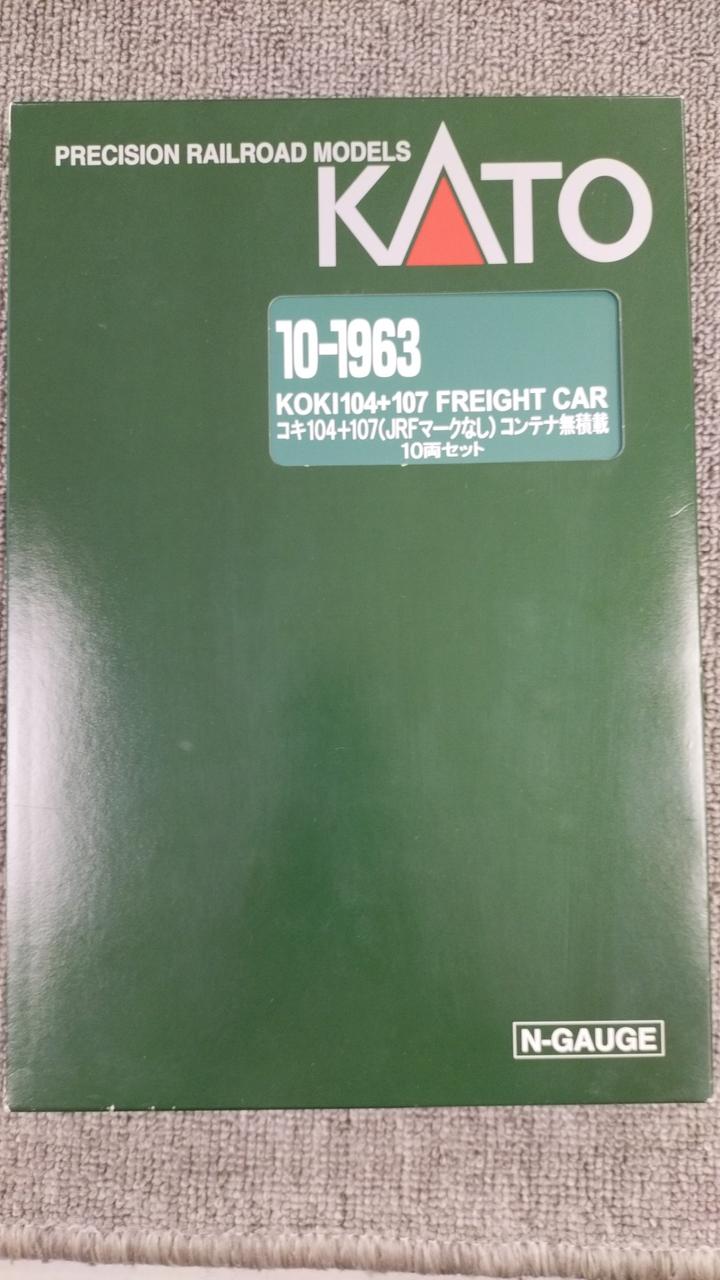 PRECISION RAILROAD MODELS
KATO
10-1963
KOKI104+107 FREIGHT CAR
コキ104+107(JRFマークなし) コンテナ無積載
10両セット
N-GAUGE